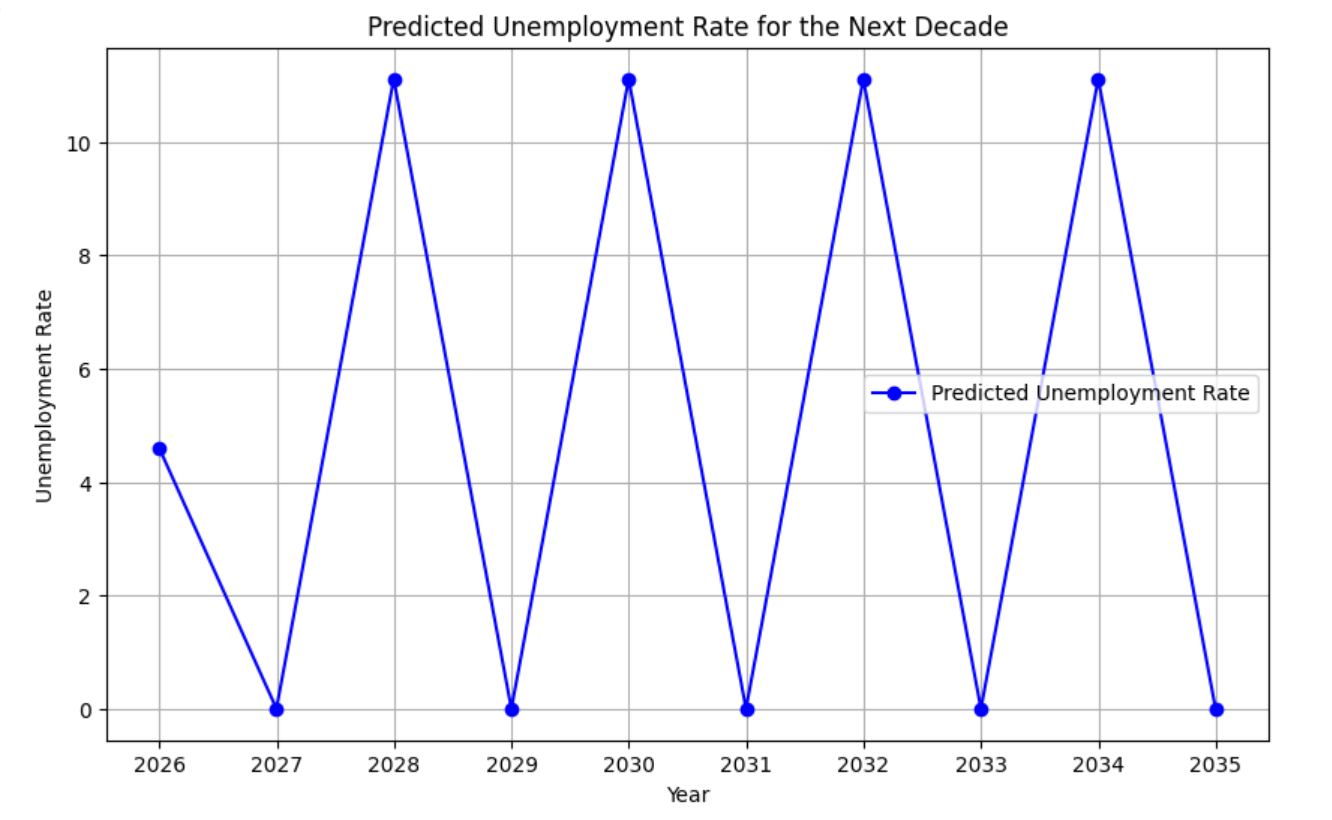 Predicted Unemployment Rate for the Next Decade
10
8
6
4
2
0
Unemployment Rate
Predicted Unemployment Rate
2026 2027 2028 2029 2030 2031 2032 2033 2034 2035
Year